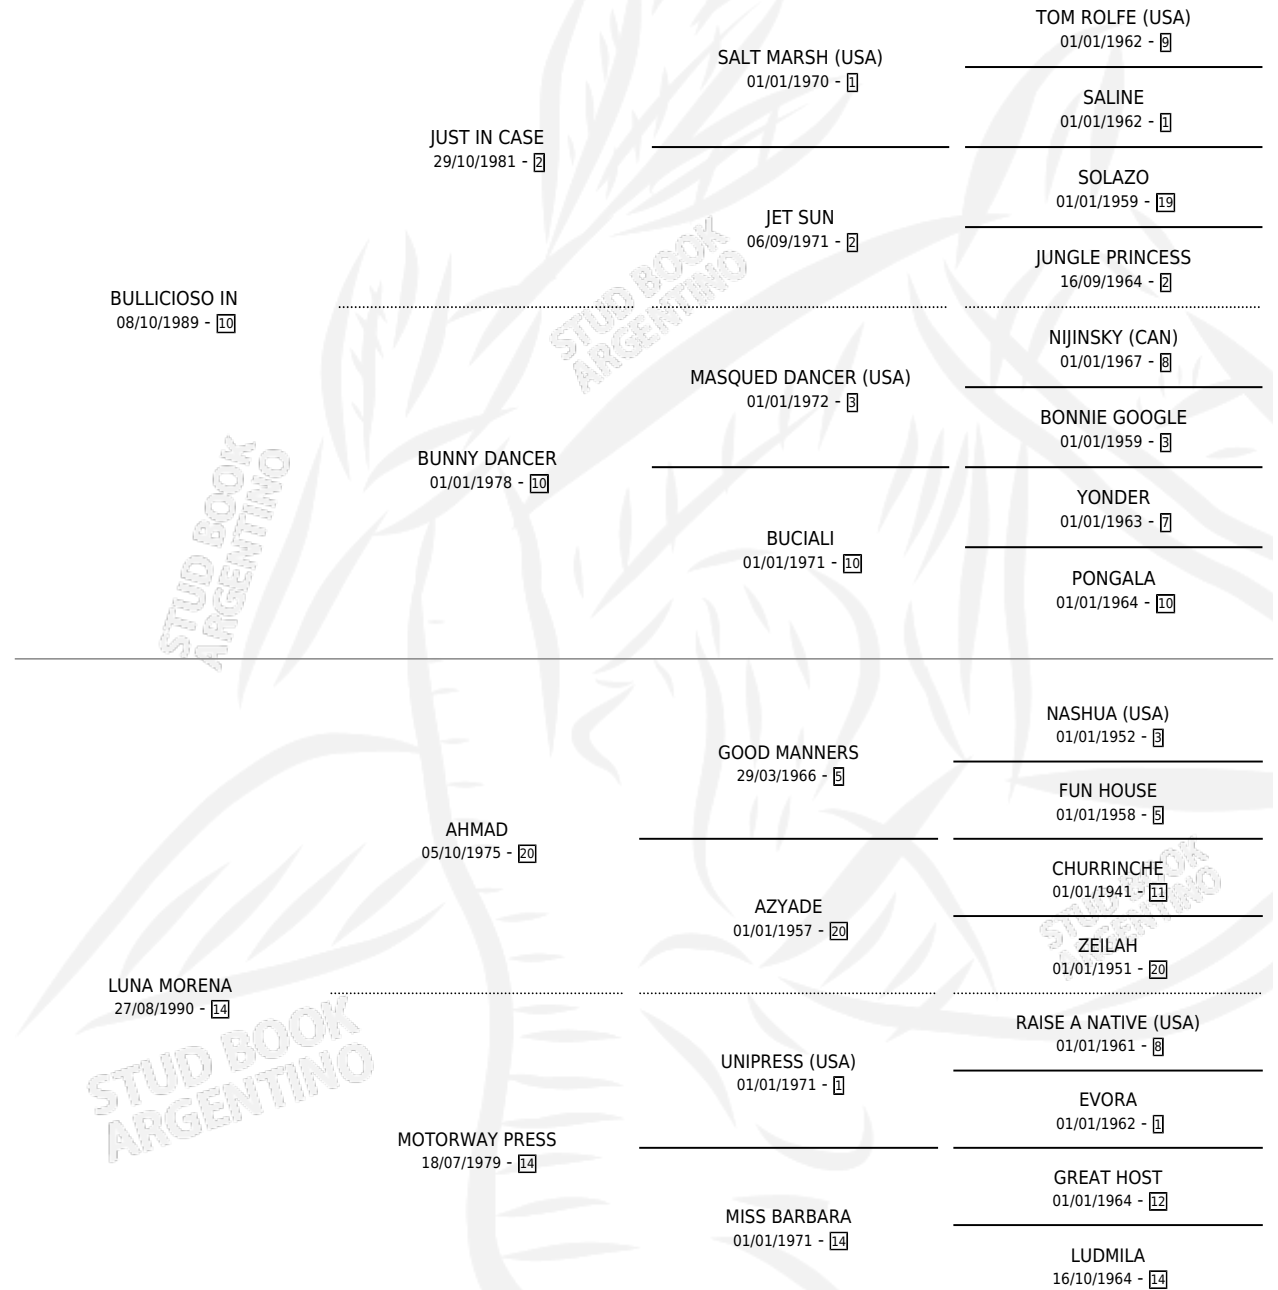 TOM ROLFE (USA)
01/01/1962 - 9
SALT MARSH (USA)
01/01/1970 - 1
SALINE
01/01/1962 - 1
JUST IN CASE
29/10/1981 - 2
SOLAZO
01/01/1959 - 19
JET SUN
06/09/1971 - 2
JUNGLE PRINCESS
16/09/1964 - 2
BULLICIOSO IN
08/10/1989 - 10
STUD BOOK
ARGENTINO
NIJINSKY (CAN)
01/01/1967 - 8
MASQUED DANCER (USA)
01/01/1972 - 3
BONNIE GOOGLE
01/01/1959 - 3
BUNNY DANCER
01/01/1978 - 10
YONDER
01/01/1963 - 7
BUCIALI
01/01/1971 - 10
PONGALA
01/01/1964 - 10
STUD BOOK
ARGENTINO
NASHUA (USA)
01/01/1952 - 3
GOOD MANNERS
29/03/1966 - 5
FUN HOUSE
01/01/1958 - 5
AHMAD
05/10/1975 - 20
CHURRINCHE
01/01/1941 - 11
AZYADE
01/01/1957 - 20
STUD BOOK
ARGENTINO
ZEILAH
01/01/1951 - 20
LUNA MORENA
27/08/1990 - 14
RAISE A NATIVE (USA)
01/01/1961 - 8
UNIPRESS (USA)
01/01/1971 - 1
STUD BOOK
ARGENTINO
EVORA
01/01/1962 - 1
MOTORWAY PRESS
18/07/1979 - 14
GREAT HOST
01/01/1964 - 12
MISS BARBARA
01/01/1971 - 14
LUDMILA
16/10/1964 - 14